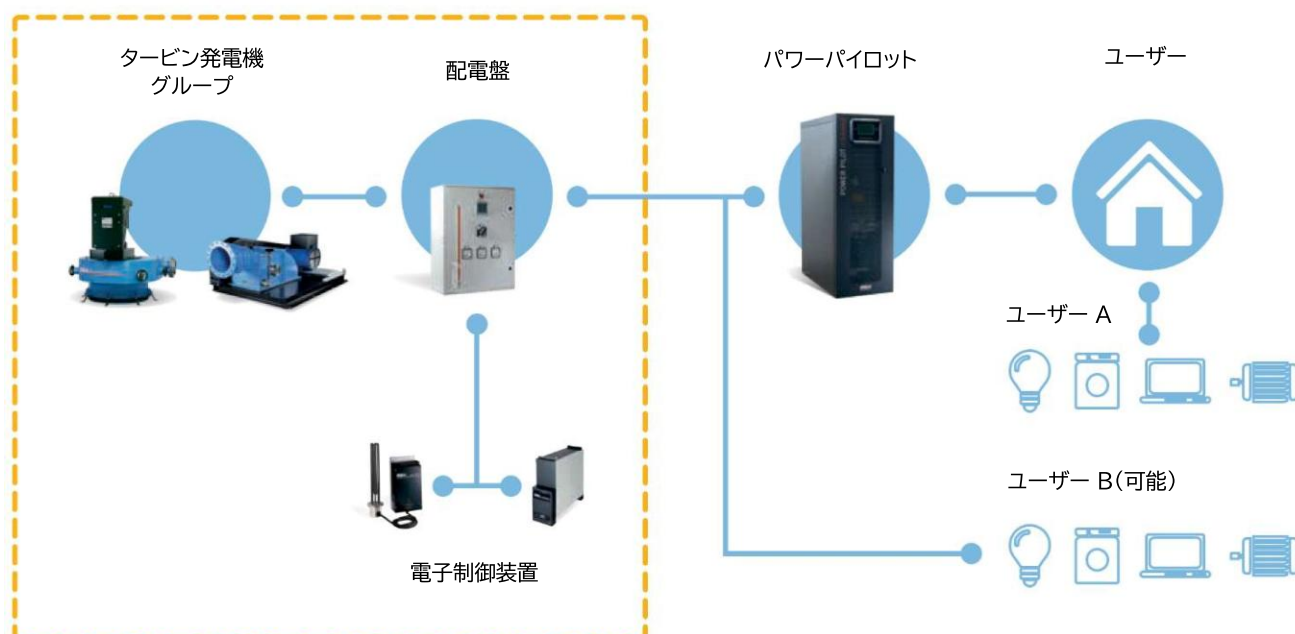 タービン発電機
グループ
配電盤
パワーパイロット
ユーザー
POWER PILOT
ユーザー A
ユーザー B(可能)
電子制御装置